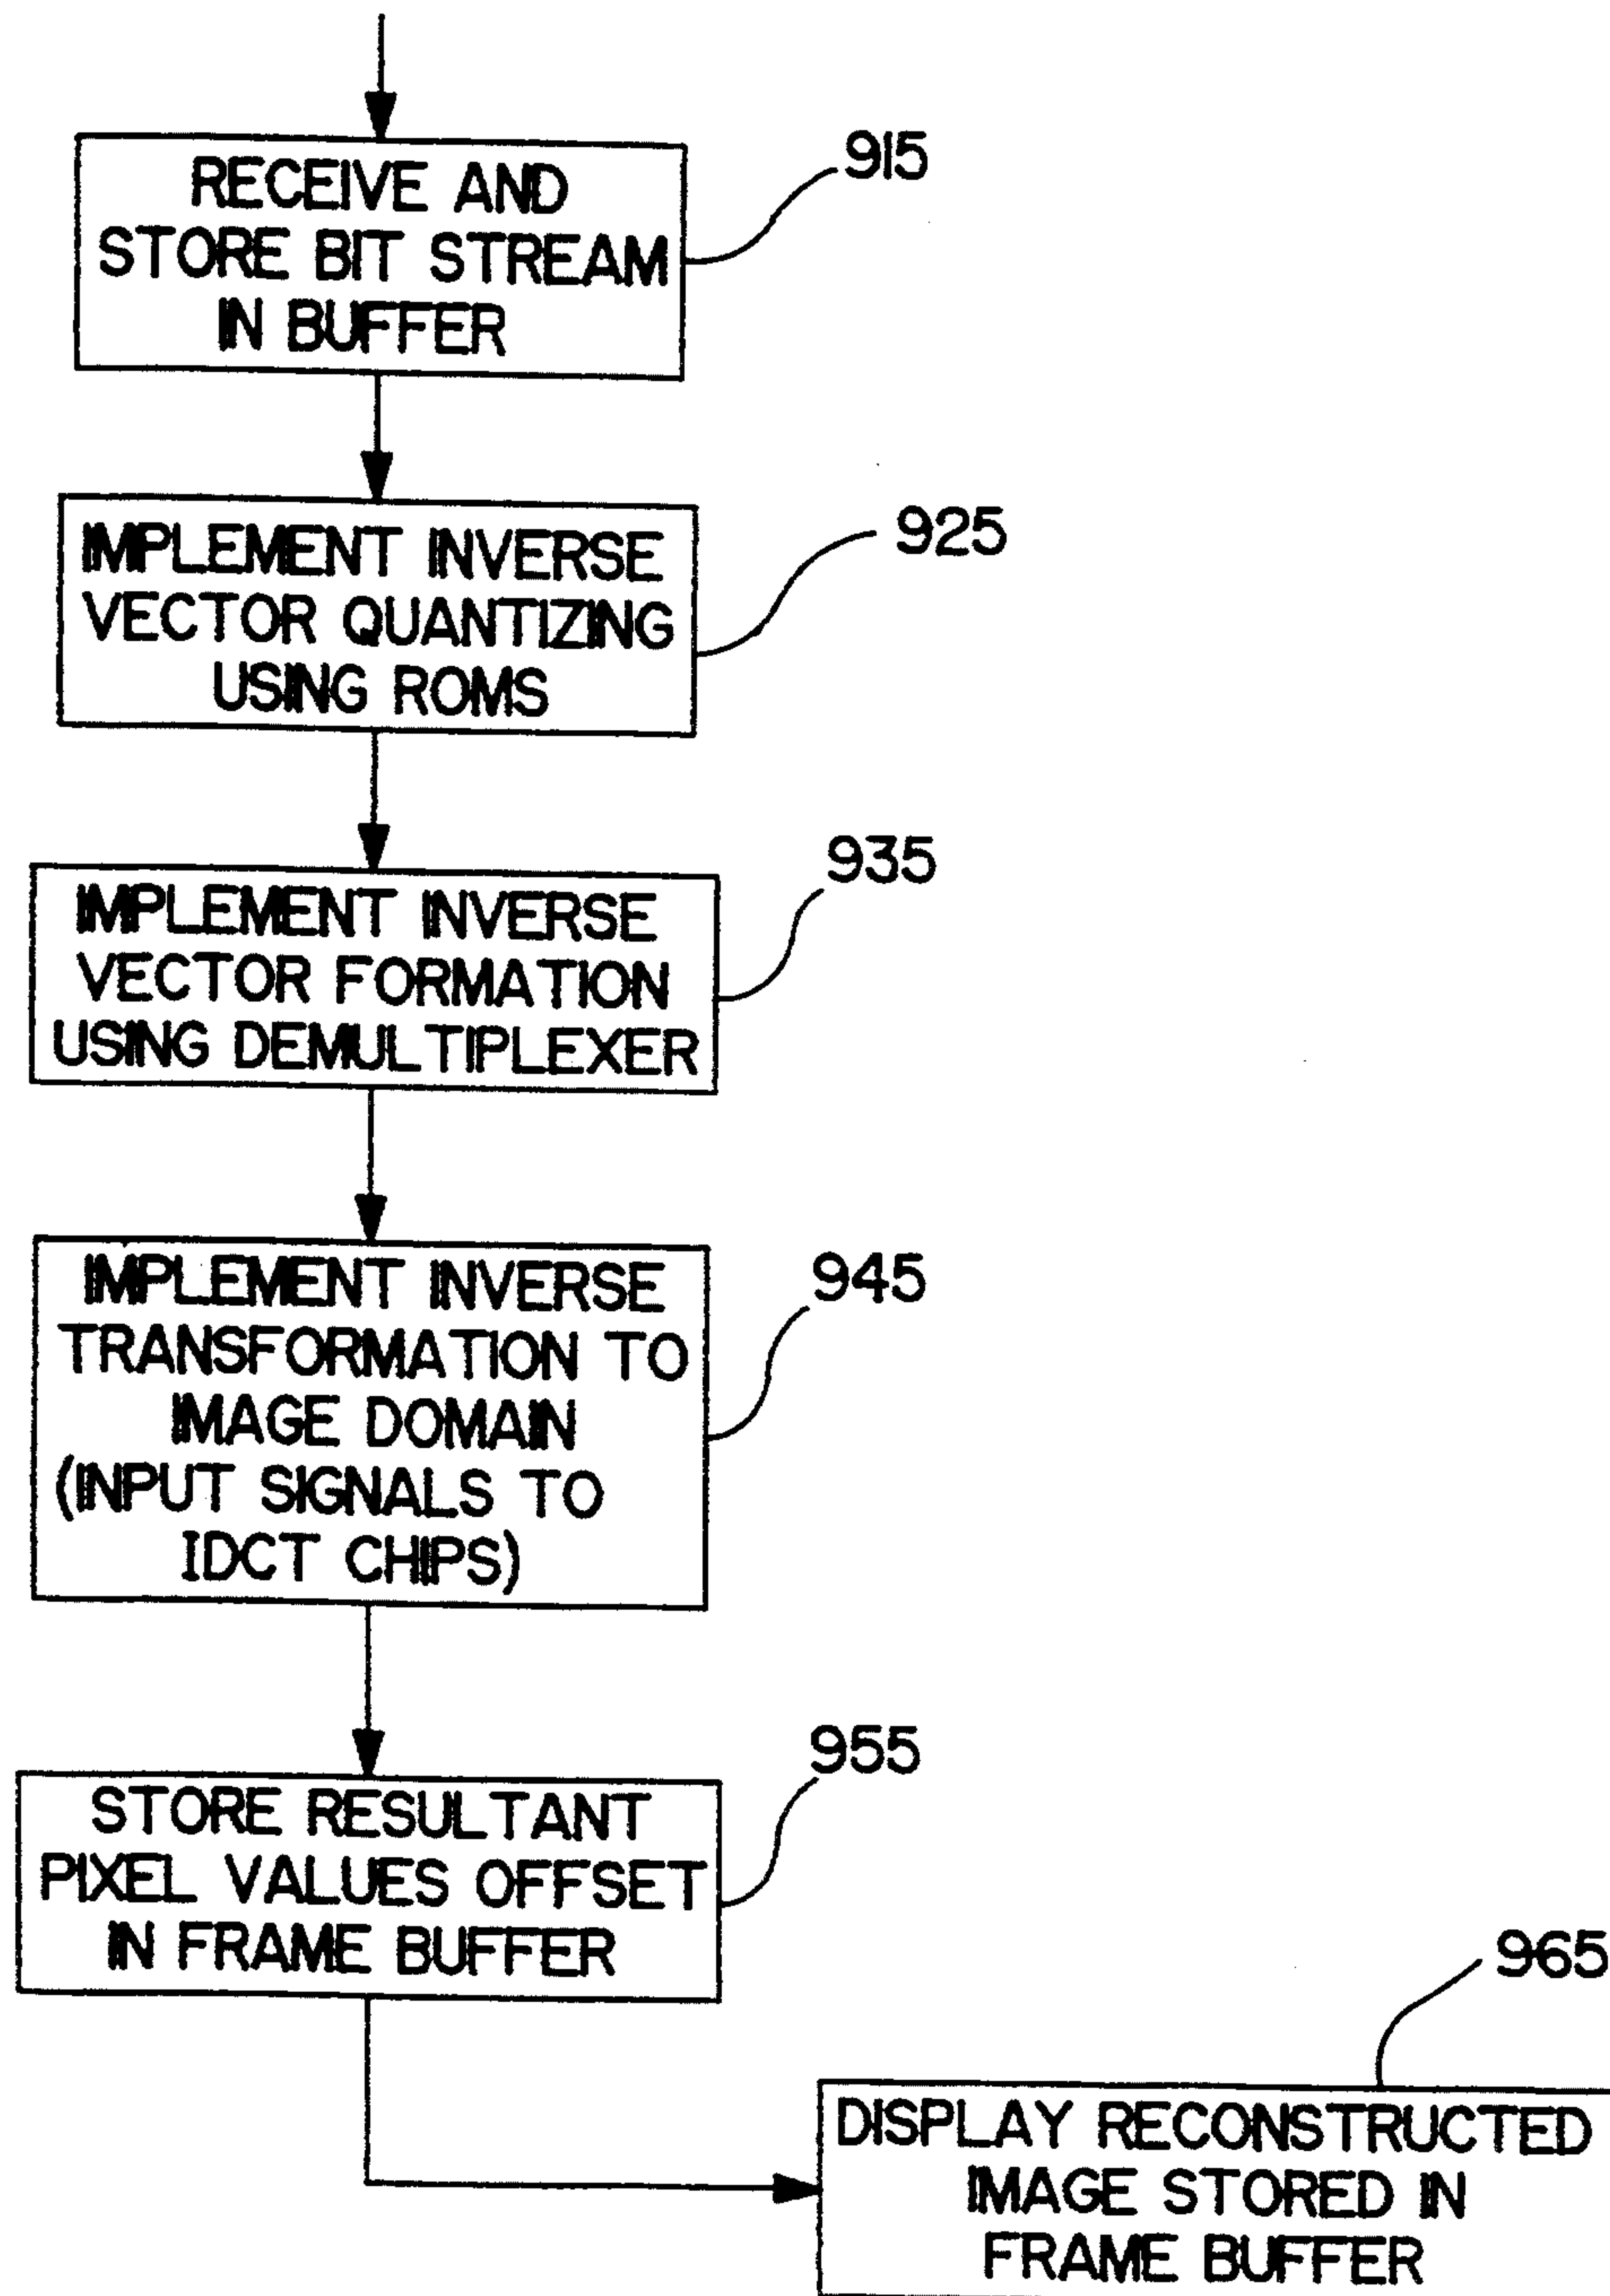 RECEIVE AND
STORE BIT STREAM
IN BUFFER
915
IMPLEMENT INVERSE
VECTOR QUANTIZING
USING ROMS
925
IMPLEMENT INVERSE
VECTOR FORMATION
USING DEMULTIPLEXER
935
IMPLEMENT INVERSE
TRANSFORMATION TO
IMAGE DOMAIN
(INPUT SIGNALS TO
IDCT CHIPS)
945
STORE RESULTANT
PIXEL VALUES OFFSET
IN FRAME BUFFER
955
965
DISPLAY RECONSTRUCTED
IMAGE STORED IN
FRAME BUFFER